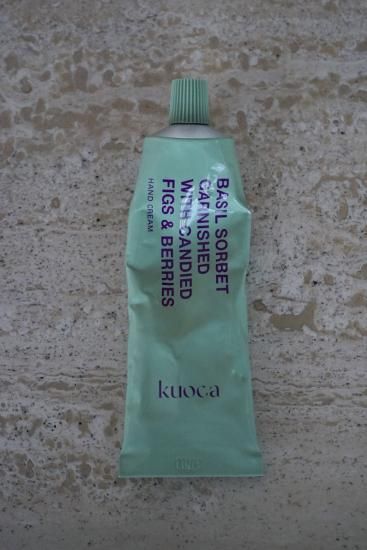 BASIL SORBET
GARNISHED
WITH CANDIED
FIGS & BERRIES
HAND CREAM
kuoca